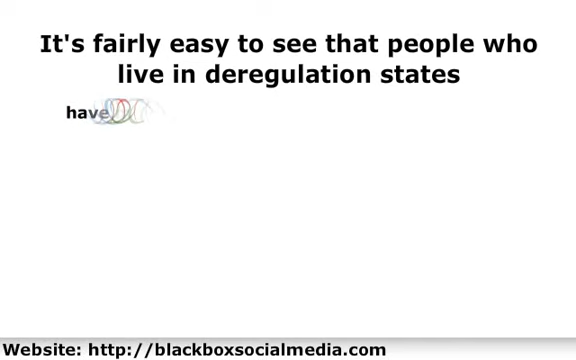 It's fairly easy to see that people who
live in deregulation states
have
Website: http://blackboxsocialmedia.com